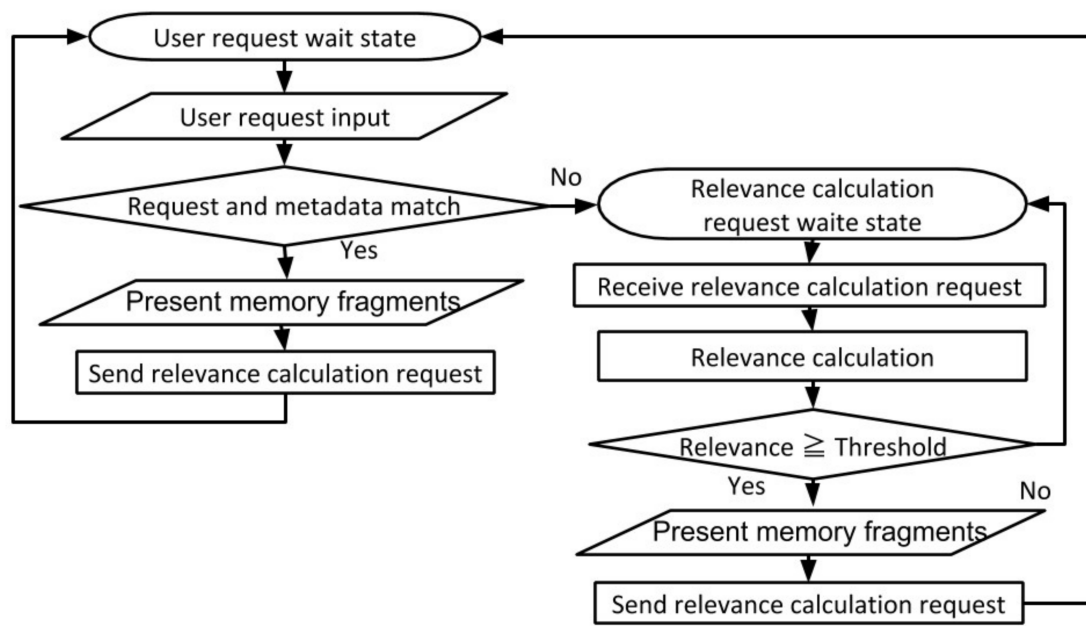 User request wait state
User request input
Request and metadata match
No
Yes
Present memory fragments
Send relevance calculation request
Relevance calculation
request waite state
Receive relevance calculation request
Relevance calculation
Relevance ≧ Threshold
Yes
No
Present memory fragments
Send relevance calculation request